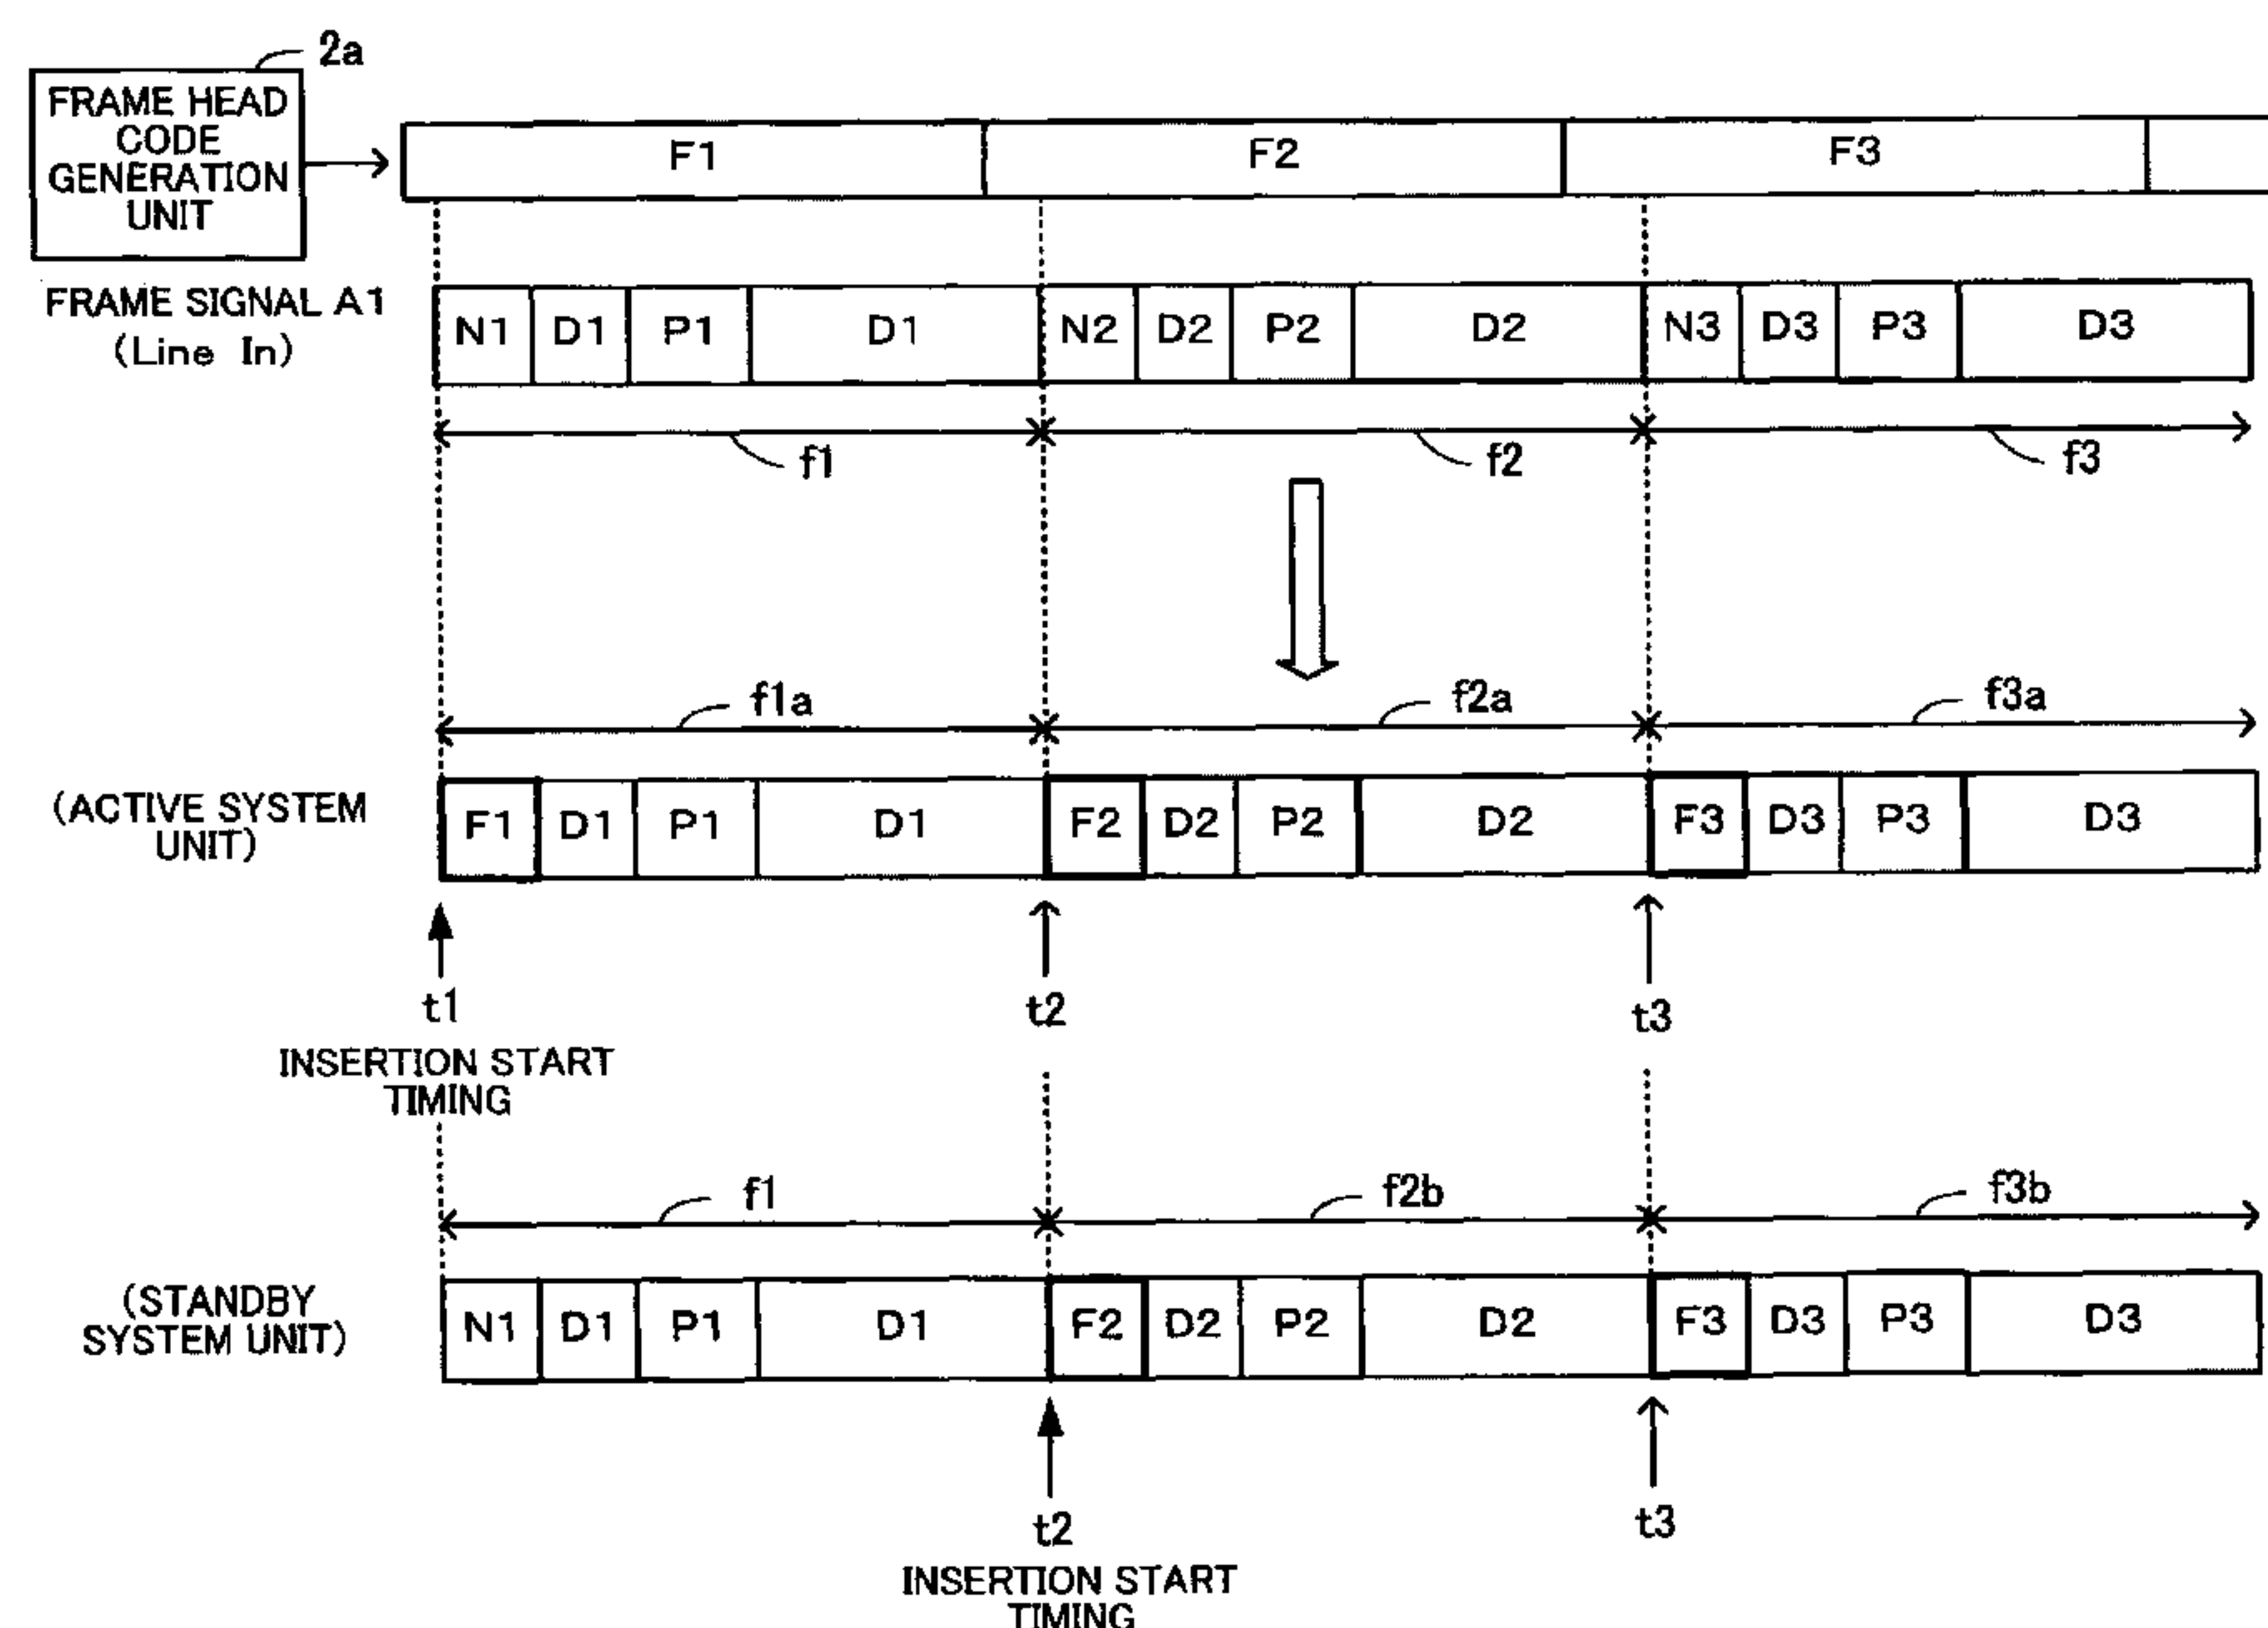 2a
FRAME HEAD
CODE
GENERATION
UNIT
F1 F2 F3
FRAME SIGNAL A1
(Line In)
N1 D1 P1 D1 N2 D2 P2 D2 N3 D3 P3 D3
f1 f2 f3
f1a f2a f3a
(ACTIVE SYSTEM
UNIT)
F1 D1 P1 D1 F2 D2 P2 D2 F3 D3 P3 D3
t1 t2 t3
INSERTION START
TIMING
f1 f2b f3b
(STANDBY
SYSTEM UNIT)
N1 D1 P1 D1 F2 D2 P2 D2 F3 D3 P3 D3
t2 t3
INSERTION START
TIMING